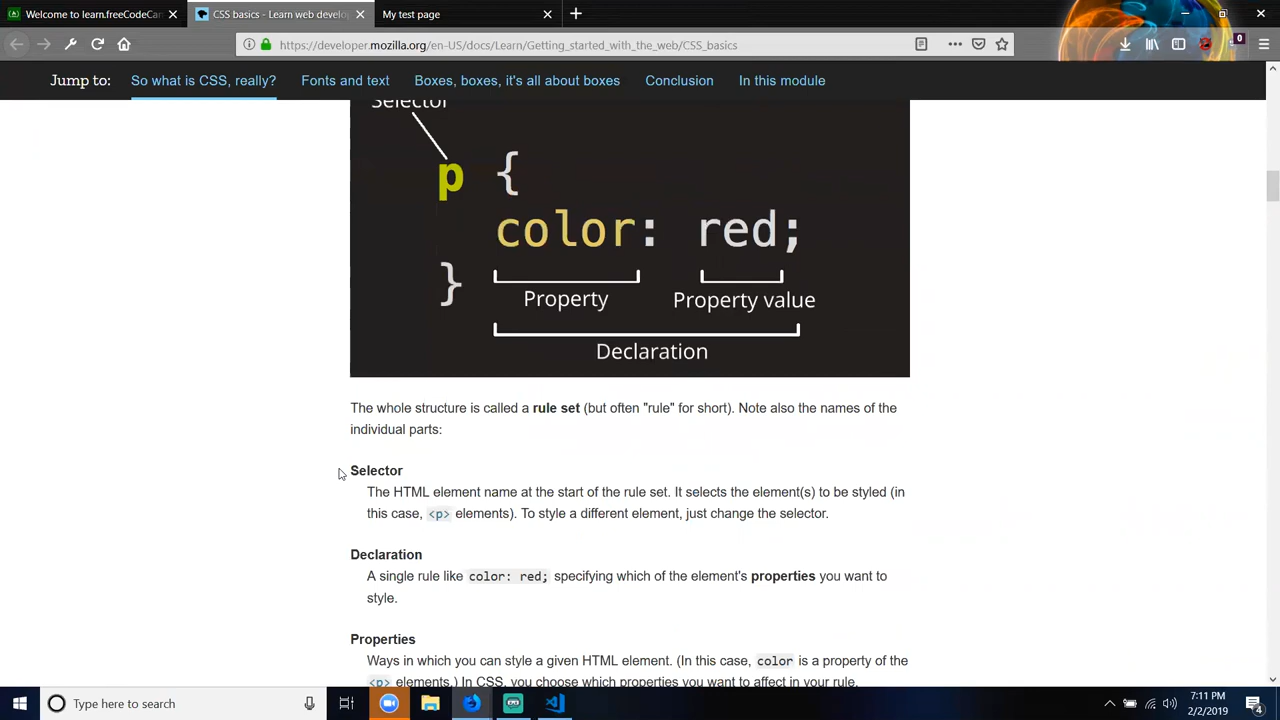 Welcome to learn.freeCodeCan
CSS basics - Learn web develo
My test page
https://developer.mozilla.org/en-US/docs/Learn/Getting_started_with_the_web/CSS_basics
0
Jump to: So what is CSS, really? Fonts and text Boxes, boxes, it's all about boxes Conclusion In this module
Selector
p {
color: red;
}
Property Property value
Declaration
The whole structure is called a rule set (but often "rule" for short). Note also the names of the
individual parts:
Selector
The HTML element name at the start of the rule set. It selects the element(s) to be styled (in
this case, <p> elements). To style a different element, just change the selector.
Declaration
A single rule like color: red; specifying which of the element's properties you want to
style.
Properties
Ways in which you can style a given HTML element. (In this case, color is a property of the
<p> elements.) In CSS, you choose which properties you want to affect in your rule.
Type here to search
7:11 PM
2/2/2019
4